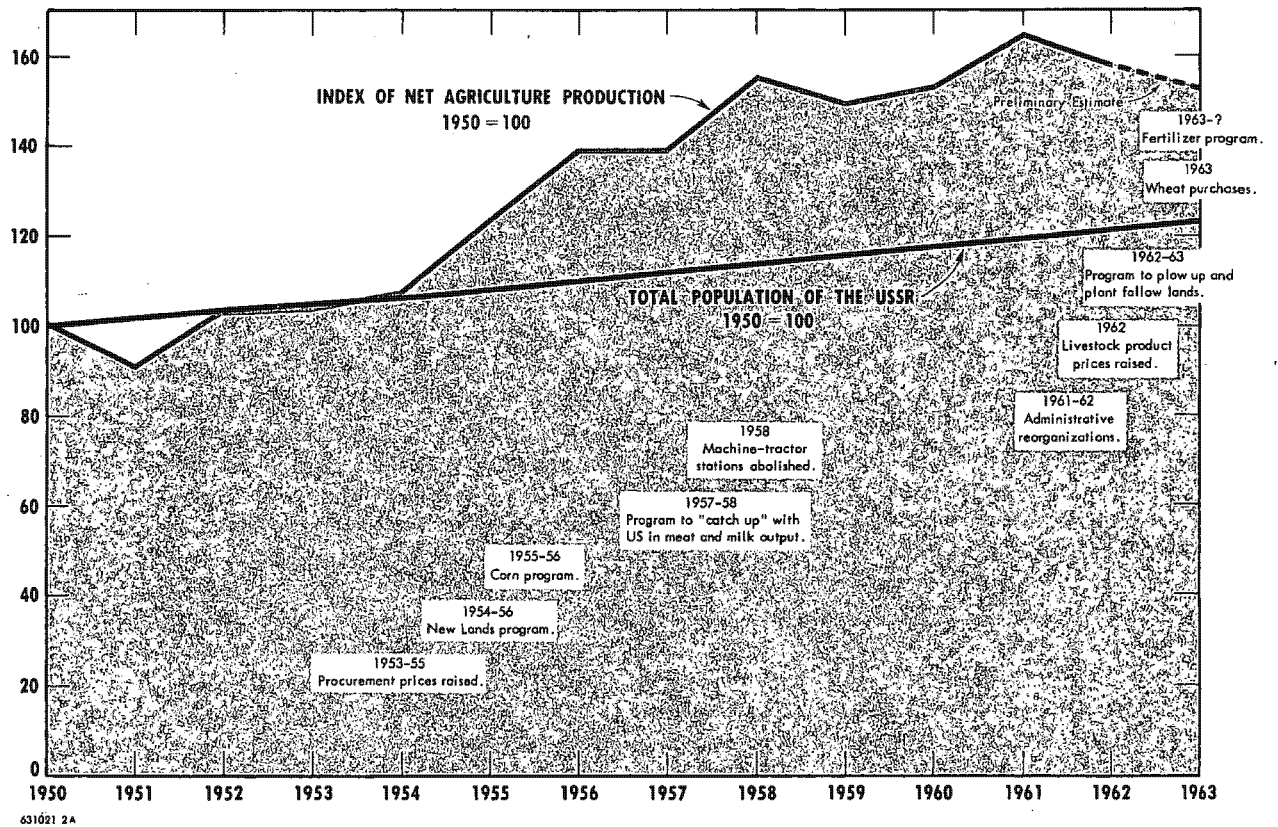 160
140
120
100
80
60
40
20
0
INDEX OF NET AGRICULTURE PRODUCTION
1950 = 100
Preliminary Estimate
1963-?
Fertilizer program.
1963
Wheat purchases.
TOTAL POPULATION OF THE USSR
1950 = 100
1962-63
Program to plow up and
plant fallow lands.
1962
Livestock product
prices raised.
1961-62
Administrative
reorganizations.
1958
Machine-tractor
stations abolished.
1957-58
Program to "catch up" with
US in meat and milk output.
1955-56
Corn program.
1954-56
New Lands program.
1953-55
Procurement prices raised.
1950 1951 1952 1953 1954 1955 1956 1957 1958 1959 1960 1961 1962 1963
631021 2A